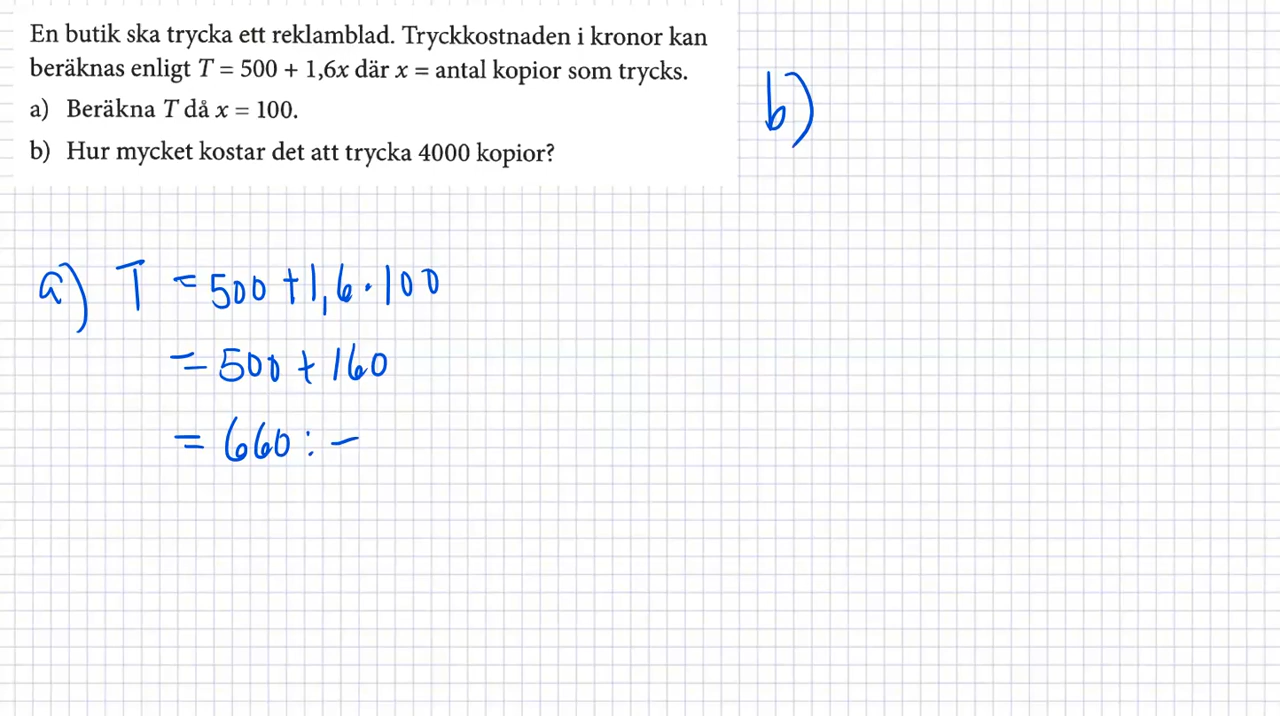 En butik ska trycka ett reklamblad. Tryckkostnaden i kronor kan
beräknas enligt T = 500 + 1,6x där x = antal kopior som trycks.
a) Beräkna T då x = 100.
b) Hur mycket kostar det att trycka 4000 kopior?
a) T = 500 + 1,6 · 100
= 500 + 160
= 660 : –
b)